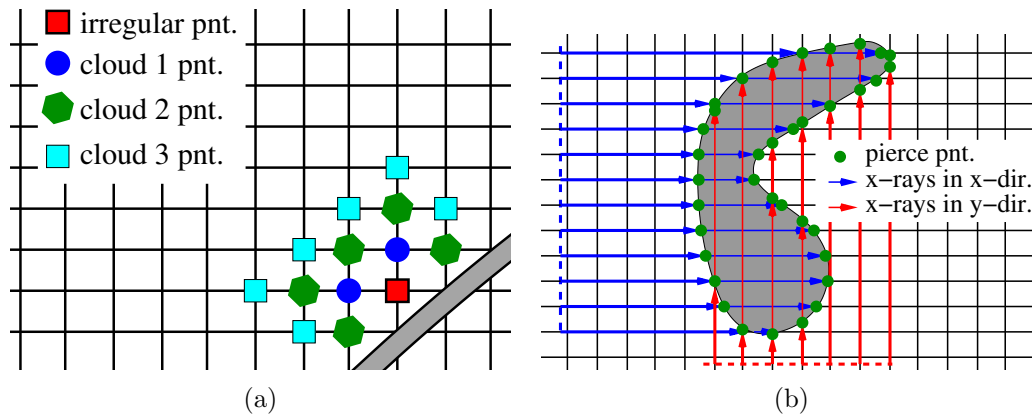 irregular pnt.
cloud 1 pnt.
cloud 2 pnt.
cloud 3 pnt.
pierce pnt.
x-rays in x-dir.
x-rays in y-dir.
(a)
(b)